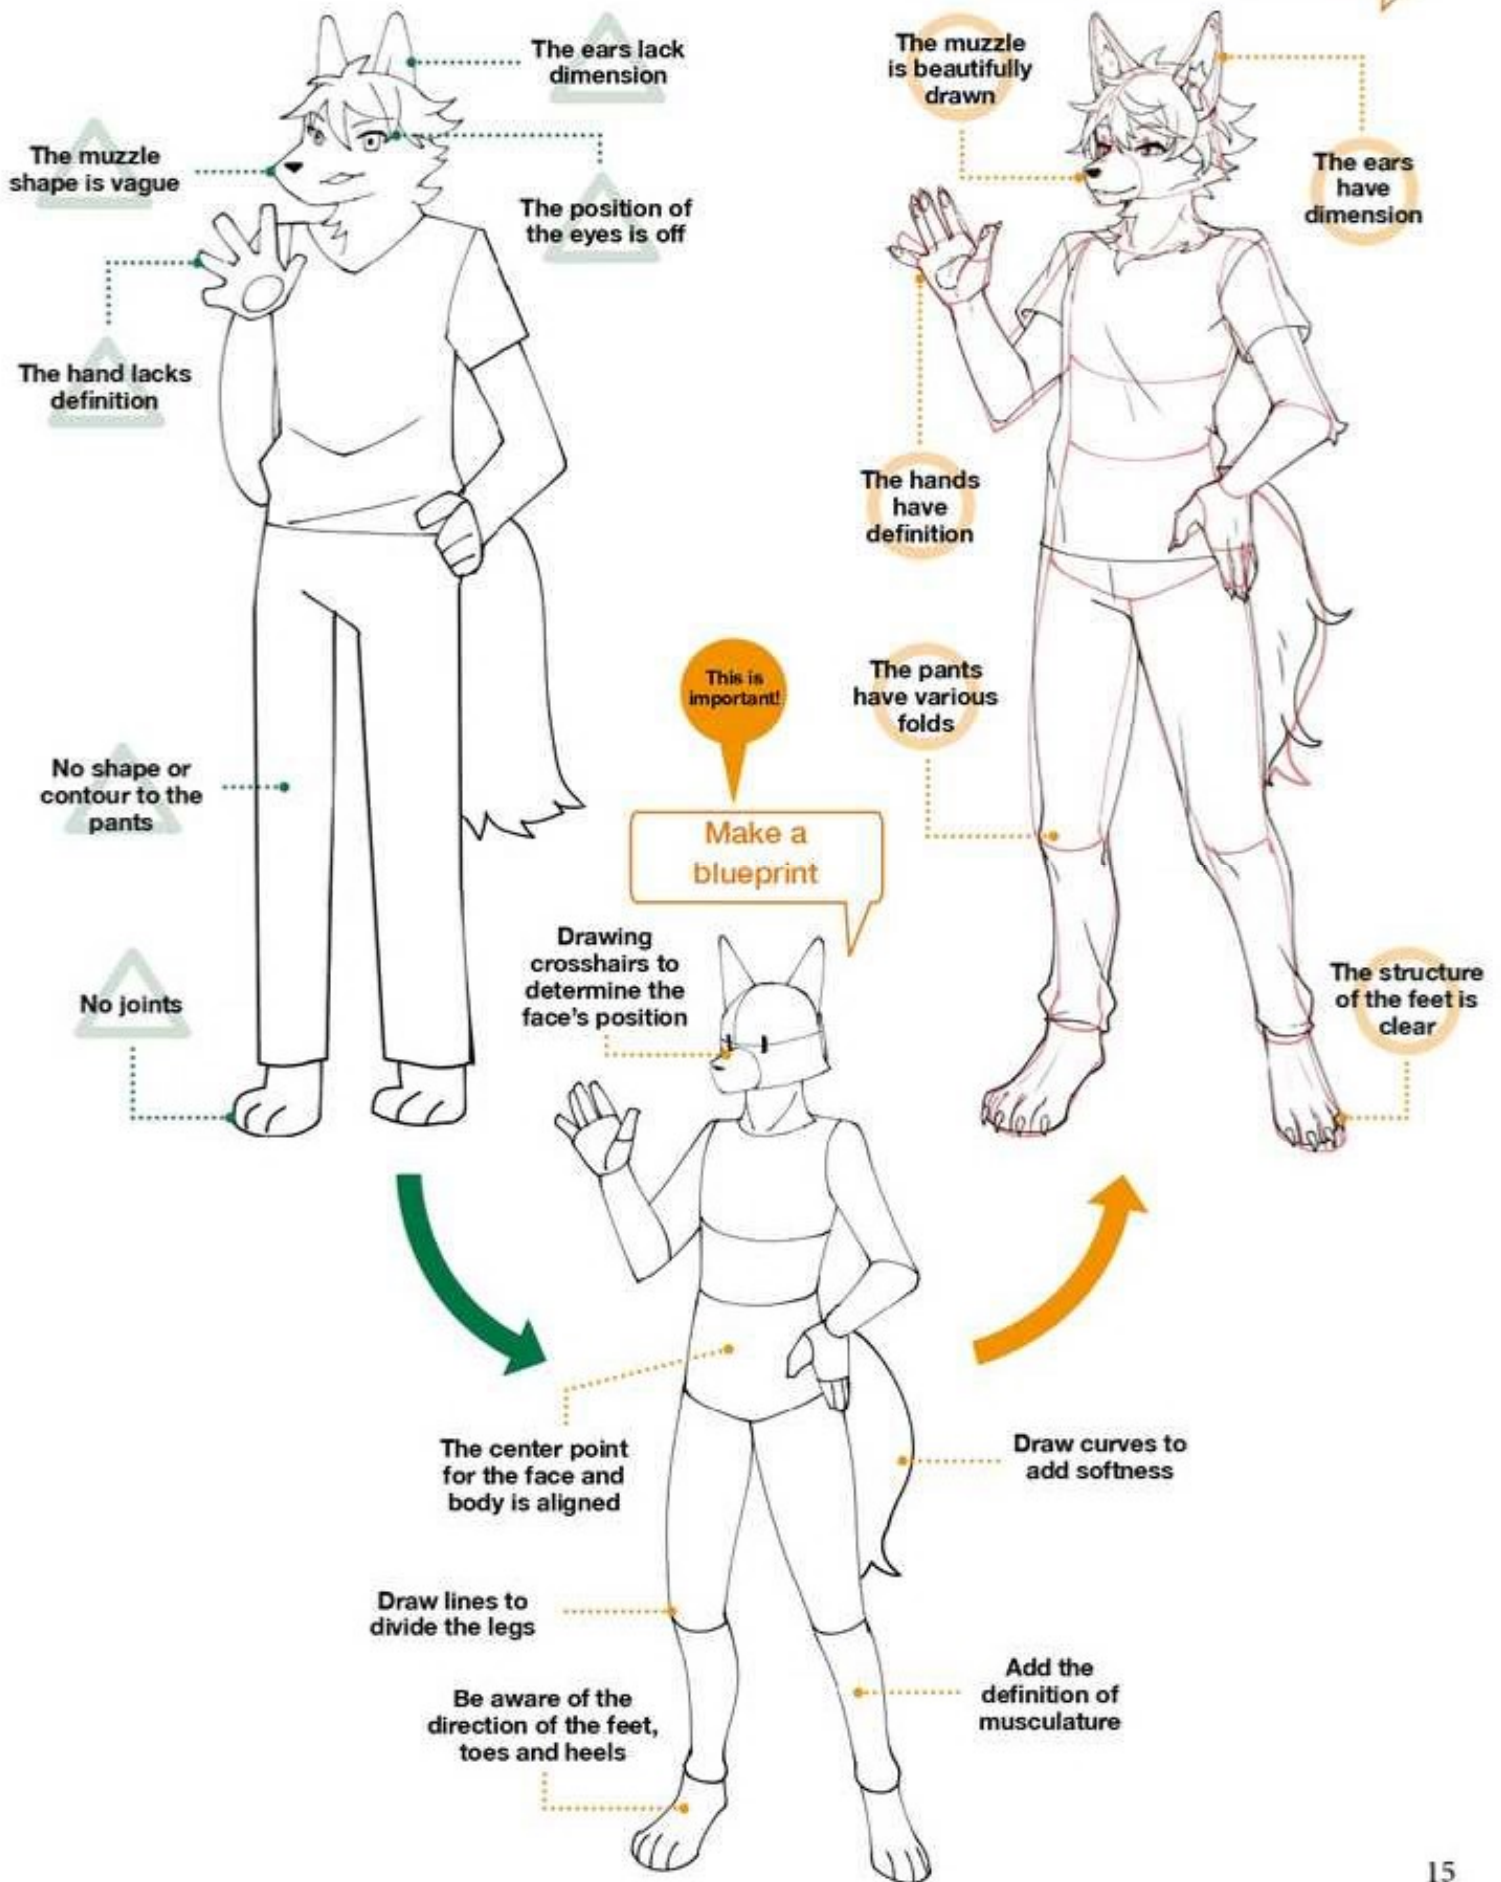 The ears lack
dimension
The muzzle
shape is vague
The position of
the eyes is off
The hand lacks
definition
No shape or
contour to the
pants
No joints
The muzzle
is beautifully
drawn
The ears
have
dimension
The hands
have
definition
The pants
have various
folds
The structure
of the feet is
clear
This is
important!
Make a
blueprint
Drawing
crosshairs to
determine the
face's position
The center point
for the face and
body is aligned
Draw curves to
add softness
Draw lines to
divide the legs
Add the
definition of
musculature
Be aware of the
direction of the feet,
toes and heels
15